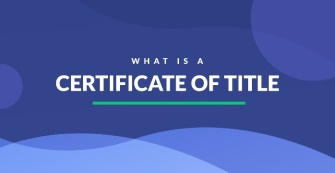 WHAT IS A
CERTIFICATE OF TITLE